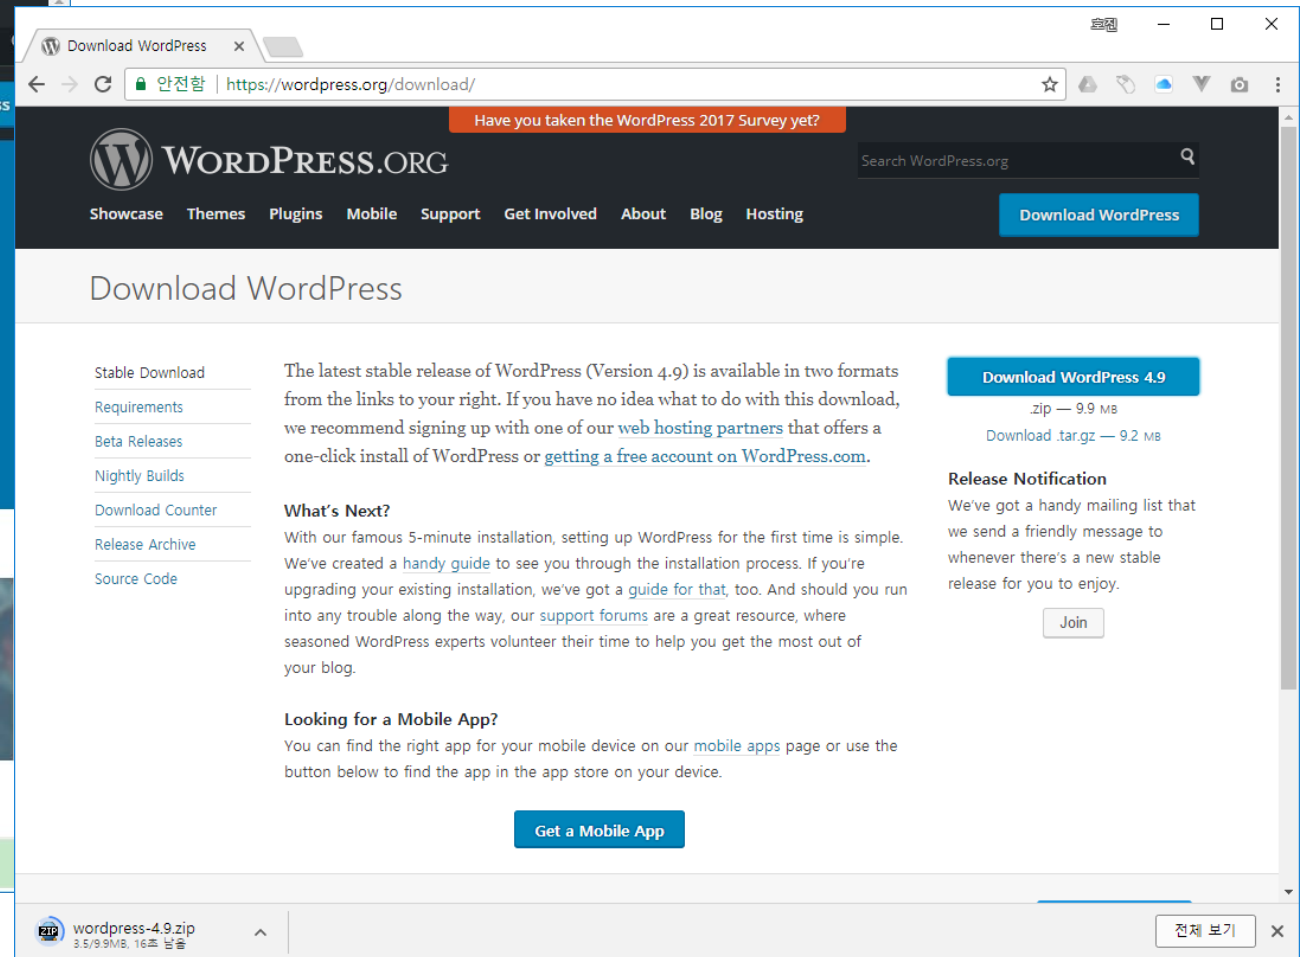 ss
호젠
Download WordPress
안전함 https://wordpress.org/download/
Have you taken the WordPress 2017 Survey yet?
WORDPRESS.ORG
Search WordPress.org
Showcase Themes Plugins Mobile Support Get Involved About Blog Hosting
Download WordPress
Download WordPress
Stable Download
Requirements
Beta Releases
Nightly Builds
Download Counter
Release Archive
Source Code
The latest stable release of WordPress (Version 4.9) is available in two formats
from the links to your right. If you have no idea what to do with this download,
we recommend signing up with one of our web hosting partners that offers a
one-click install of WordPress or getting a free account on WordPress.com.
What's Next?
With our famous 5-minute installation, setting up WordPress for the first time is simple.
We've created a handy guide to see you through the installation process. If you're
upgrading your existing installation, we've got a guide for that, too. And should you run
into any trouble along the way, our support forums are a great resource, where
seasoned WordPress experts volunteer their time to help you get the most out of
your blog.
Looking for a Mobile App?
You can find the right app for your mobile device on our mobile apps page or use the
button below to find the app in the app store on your device.
Get a Mobile App
Download WordPress 4.9
.zip — 9.9 MB
Download .tar.gz — 9.2 MB
Release Notification
We've got a handy mailing list that
we send a friendly message to
whenever there's a new stable
release for you to enjoy.
Join
ZIP
wordpress-4.9.zip
3.5/9.9MB, 16초 남음
전체 보기